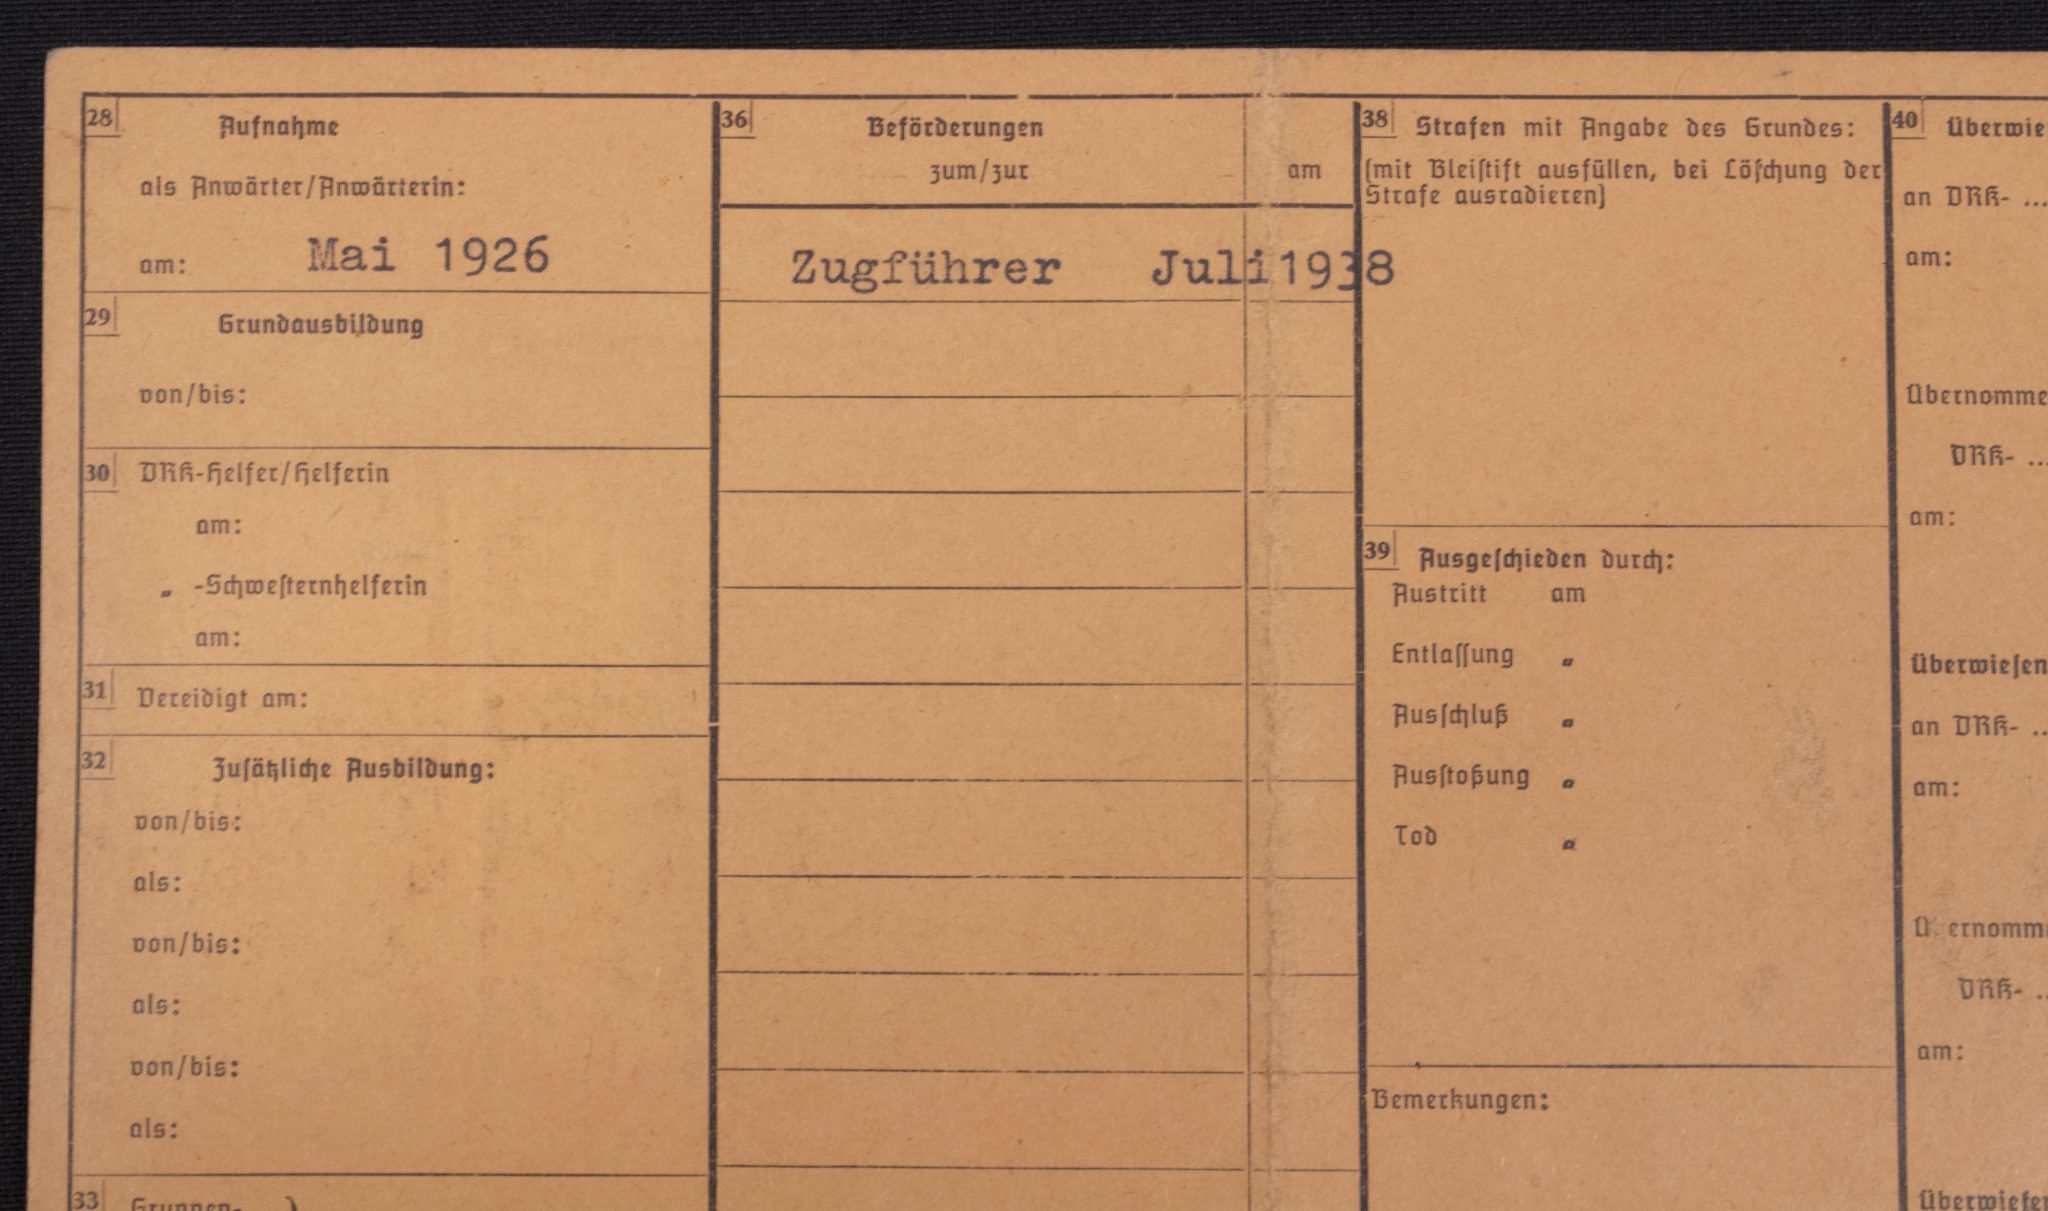 28 Aufnahme
als Anwärter/Anwärterin:
am: Mai 1926
29 Grundausbildung
von/bis:
30 DRK-Helfer/Helferin
am:
„ -Schwesternhelferin
am:
31 Vereidigt am:
32 Zusätzliche Ausbildung:
von/bis:
als:
von/bis:
als:
von/bis:
als:
33 Gruppen- )
36 Beförderungen
zum/zur am
Zugführer Juli 1938
38 Strafen mit Angabe des Grundes:
(mit Bleistift ausfüllen, bei Löschung der
Strafe ausradieren)
39 Ausgeschieden durch:
Austritt am
Entlassung „
Ausschluß „
Ausstoßung „
Tod „
Bemerkungen:
40 Überwie
an DRK- ...
am:
Übernomme
DRK- ...
am:
Überwiesen
an DRK- ..
am:
Ü ernomm
DRK- ..
am:
Überwiesen